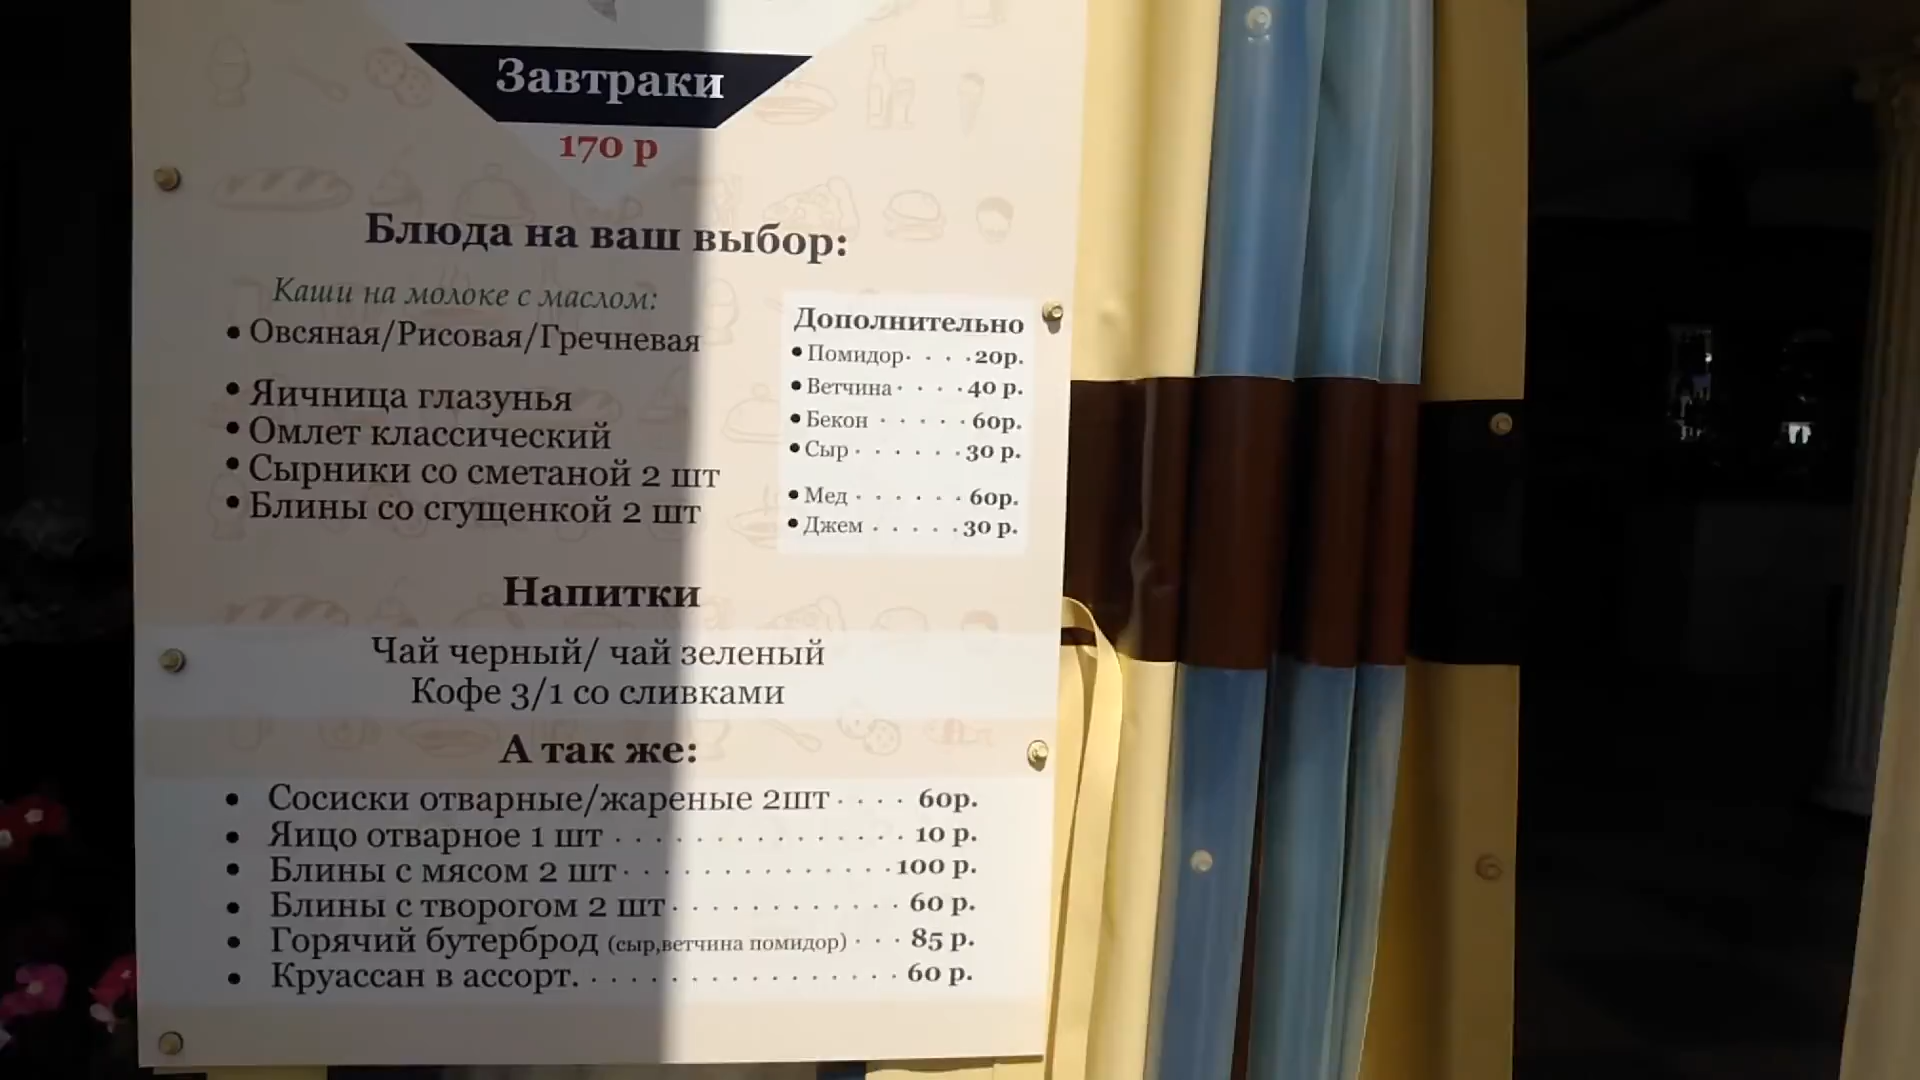 Завтраки
170 р
Блюда на ваш выбор:
Каши на молоке с маслом:
• Овсяная/Рисовая/Гречневая
• Яичница глазунья
• Омлет классический
• Сырники со сметаной 2 шт
• Блины со сгущенкой 2 шт
Дополнительно
• Помидор. . . .20р.
• Ветчина . . . .40 р.
• Бекон . . . . . 60р.
• Сыр . . . . . .30 р.
• Мед . . . . . . 60р.
• Джем . . . . .30 р.
Напитки
Чай черный/ чай зеленый
Кофе 3/1 со сливками
А так же:
• Сосиски отварные/жареные 2шт . . . . 60р.
• Яицо отварное 1 шт . . . . . . . . . . . . . . 10 р.
• Блины с мясом 2 шт. . . . . . . . . . . . . .100 р.
• Блины с творогом 2 шт. . . . . . . . . . . . 60 р.
• Горячий бутерброд (сыр,ветчина помидор) . . . 85 р.
• Круассан в ассорт. . . . . . . . . . . . . . . . 60 р.